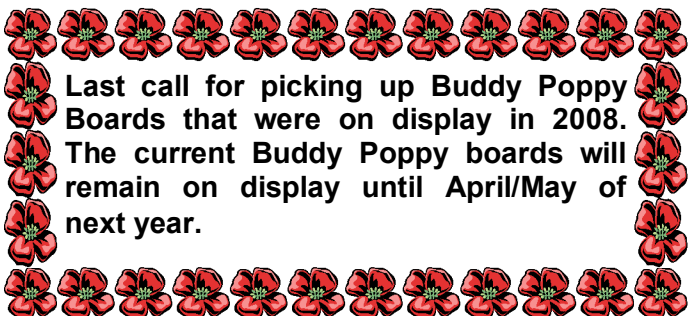 Last call for picking up Buddy Poppy
Boards that were on display in 2008.
The current Buddy Poppy boards will
remain on display until April/May of
next year.